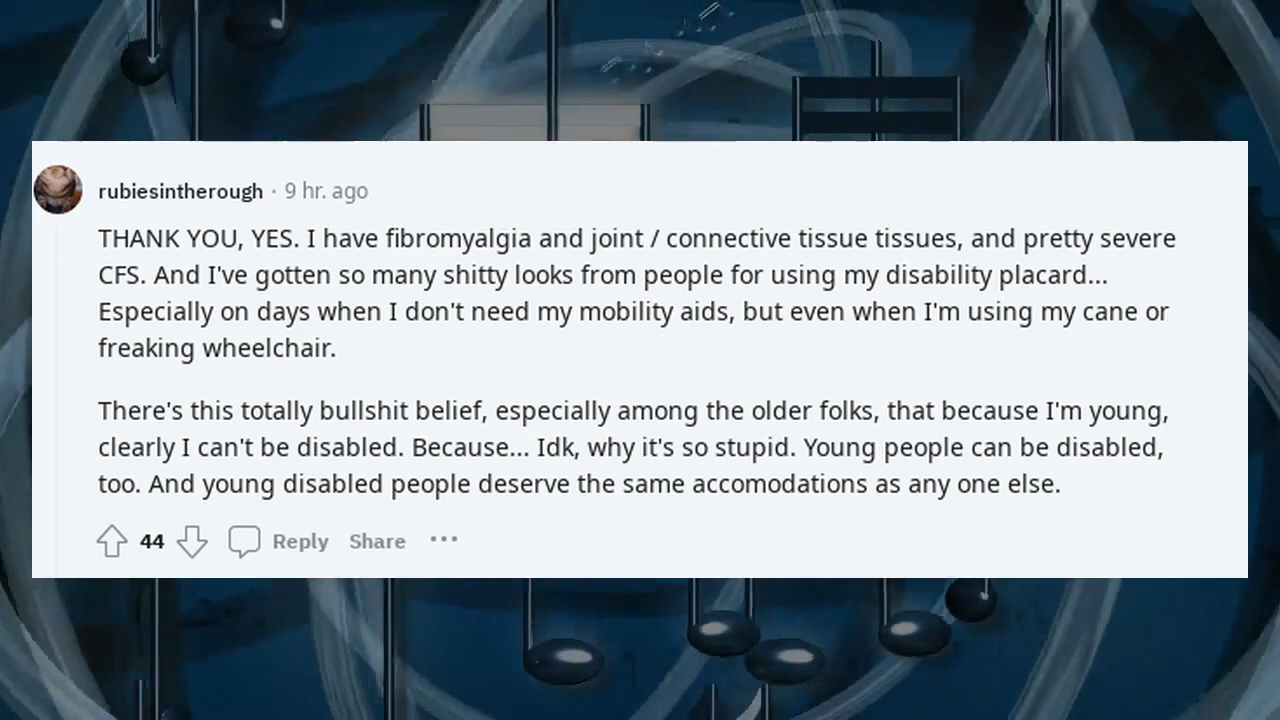 rubiesintherough · 9 hr. ago
THANK YOU, YES. I have fibromyalgia and joint / connective tissue tissues, and pretty severe
CFS. And I've gotten so many shitty looks from people for using my disability placard...
Especially on days when I don't need my mobility aids, but even when I'm using my cane or
freaking wheelchair.
There's this totally bullshit belief, especially among the older folks, that because I'm young,
clearly I can't be disabled. Because... Idk, why it's so stupid. Young people can be disabled,
too. And young disabled people deserve the same accomodations as any one else.
44 Reply Share ...